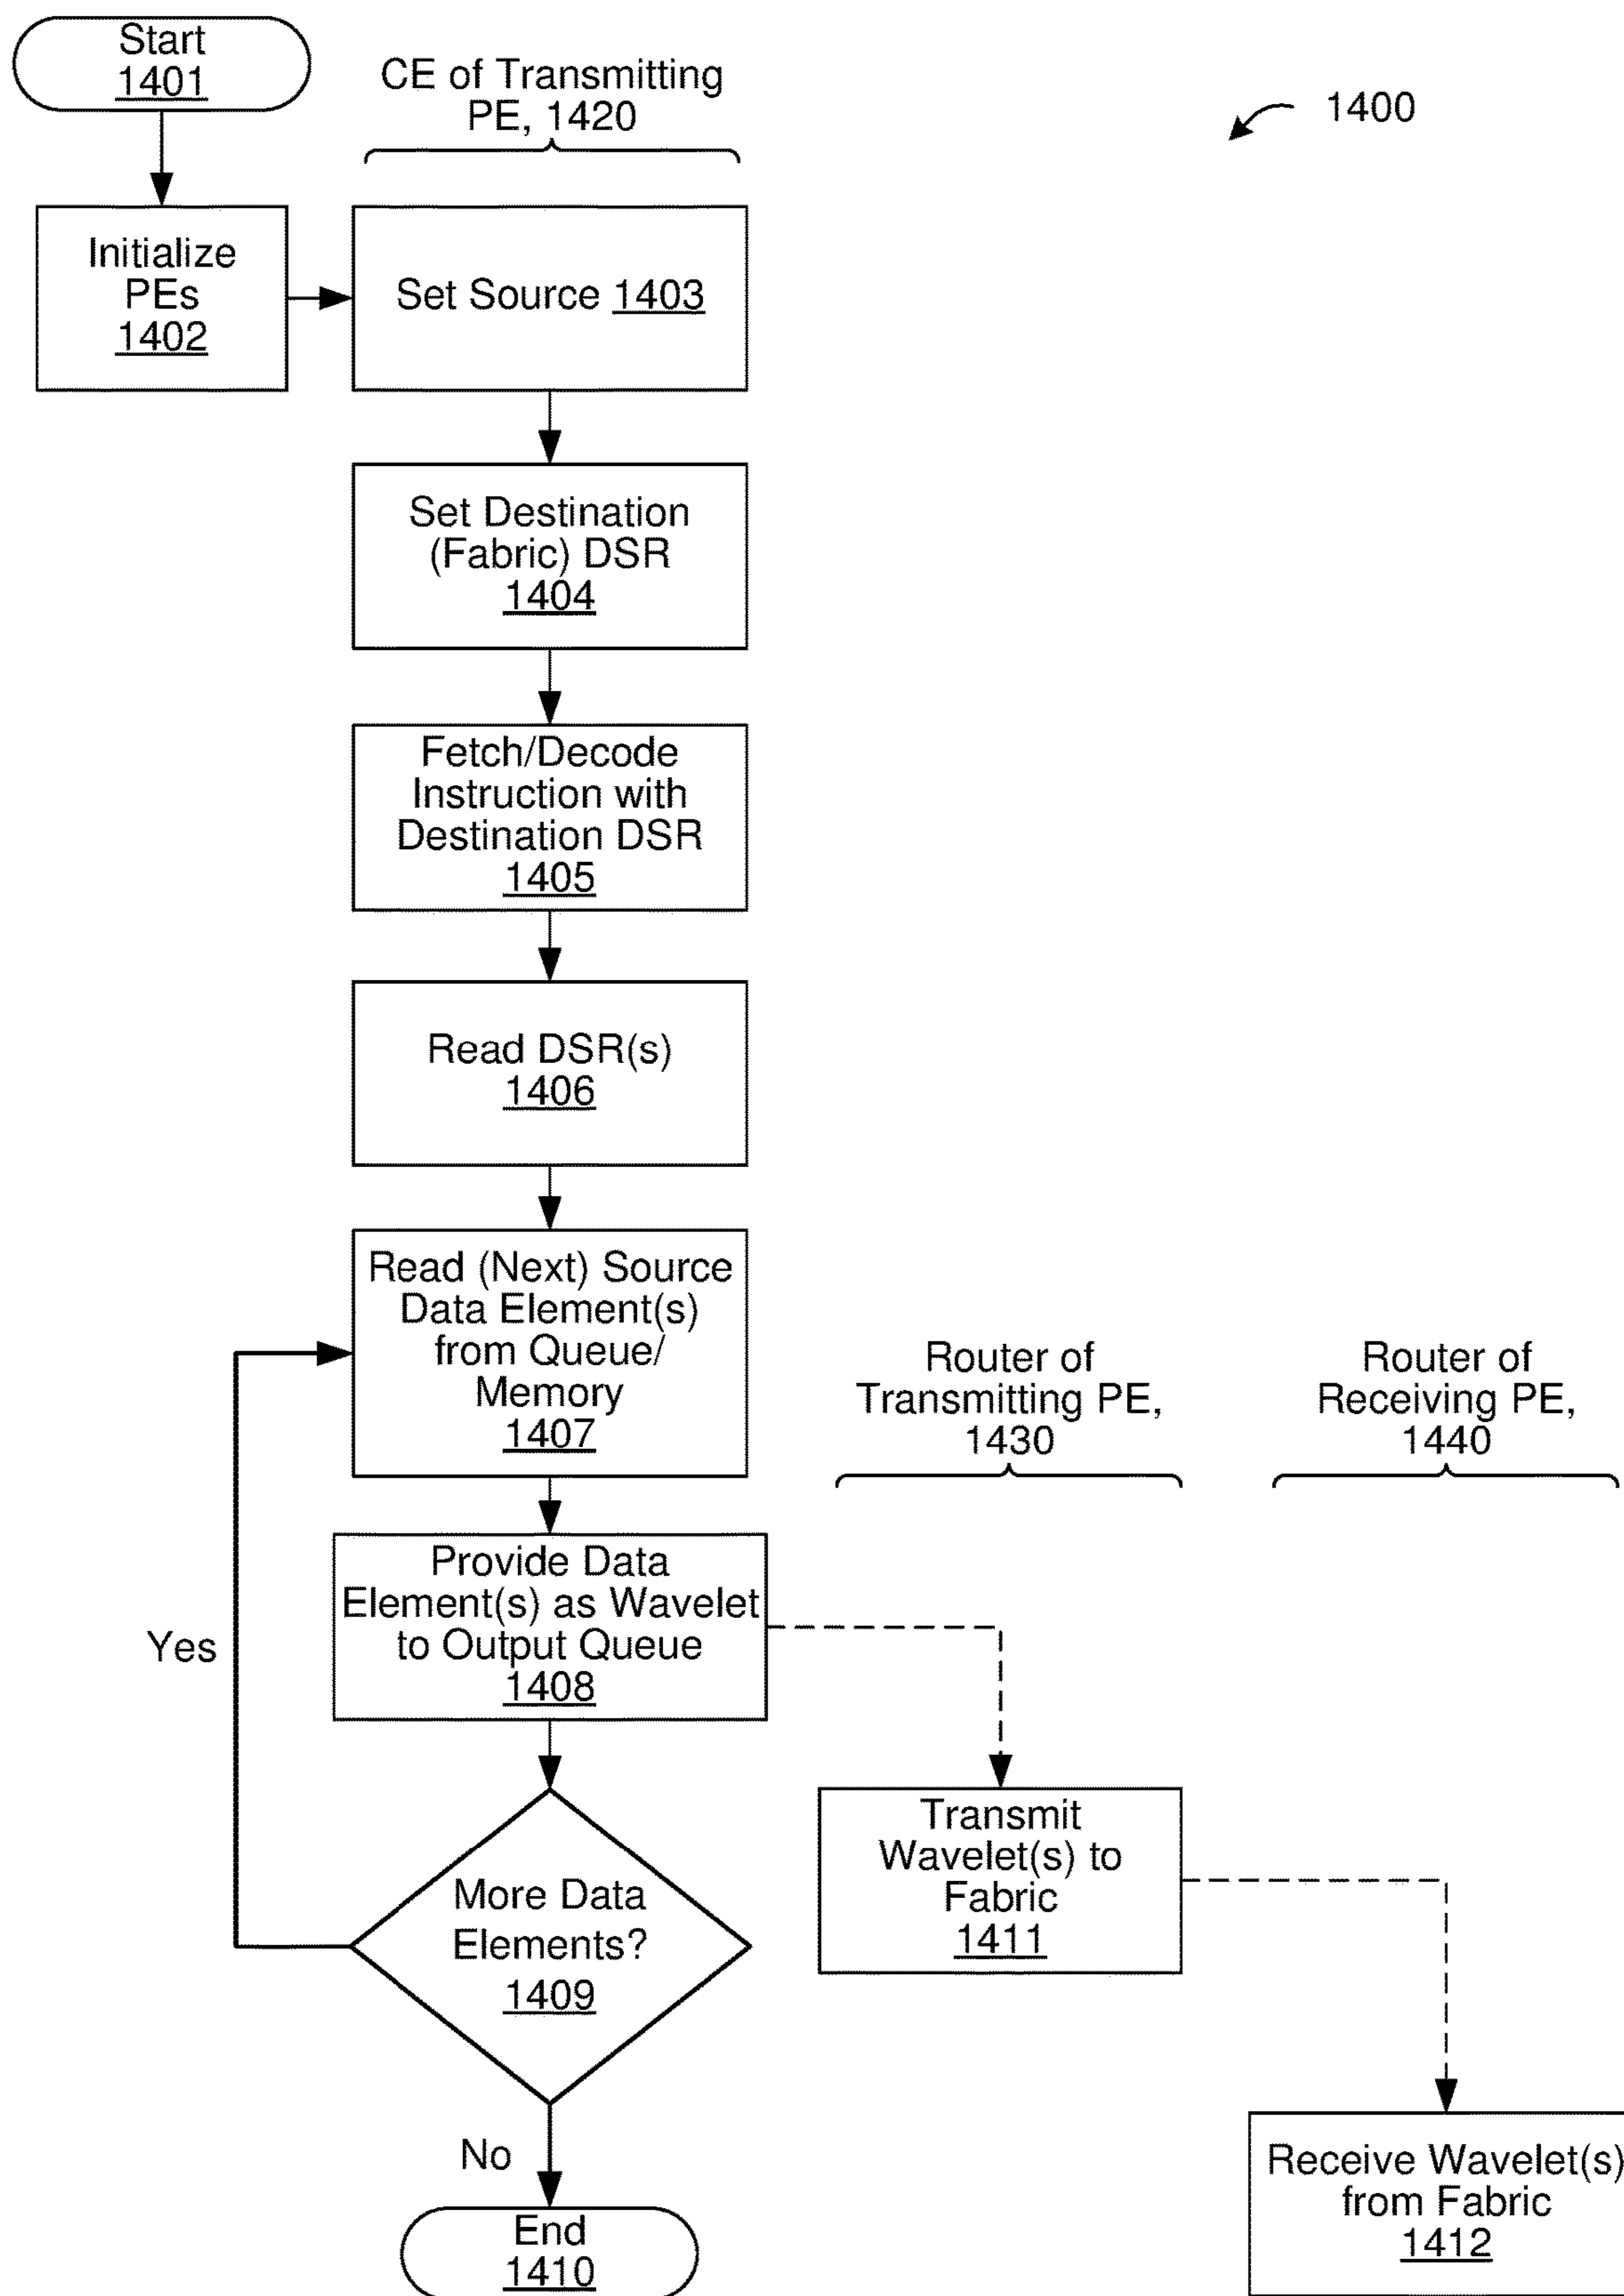 Start
1401
CE of Transmitting
PE, 1420
1400
Initialize
PEs
1402
Set Source 1403
Set Destination
(Fabric) DSR
1404
Fetch/Decode
Instruction with
Destination DSR
1405
Read DSR(s)
1406
Read (Next) Source
Data Element(s)
from Queue/
Memory
1407
Router of
Transmitting PE,
1430
Router of
Receiving PE,
1440
Provide Data
Element(s) as Wavelet
to Output Queue
1408
Yes
Transmit
Wavelet(s) to
Fabric
1411
More Data
Elements?
1409
No
Receive Wavelet(s)
from Fabric
1412
End
1410